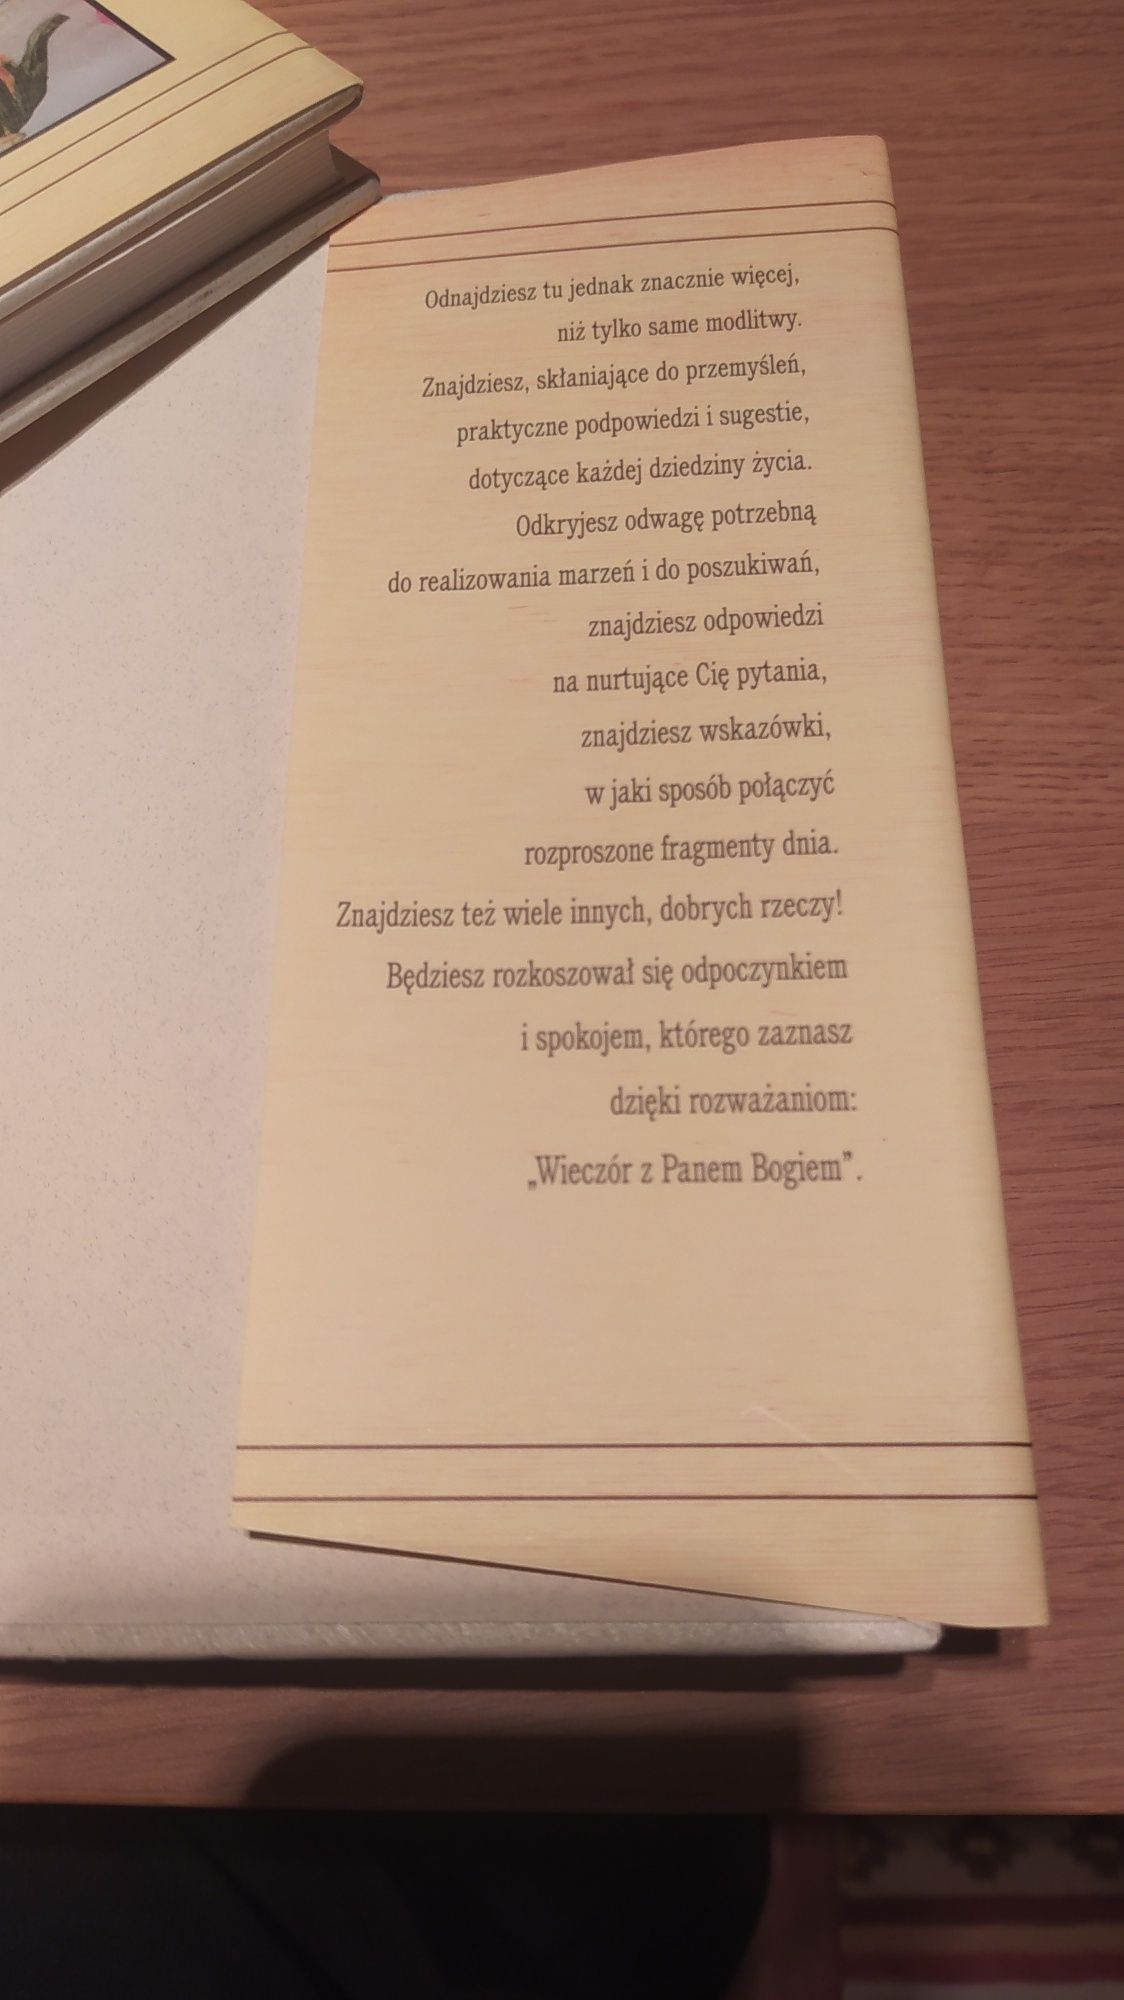 Odnajdziesz tu jednak znacznie więcej,
niż tylko same modlitwy.
Znajdziesz, skłaniające do przemyśleń,
praktyczne podpowiedzi i sugestie,
dotyczące każdej dziedziny życia.
Odkryjesz odwagę potrzebną
do realizowania marzeń i do poszukiwań,
znajdziesz odpowiedzi
na nurtujące Cię pytania,
znajdziesz wskazówki,
w jaki sposób połączyć
rozproszone fragmenty dnia.
Znajdziesz też wiele innych, dobrych rzeczy!
Będziesz rozkoszował się odpoczynkiem
i spokojem, którego zaznasz
dzięki rozważaniom:
„Wieczór z Panem Bogiem”.